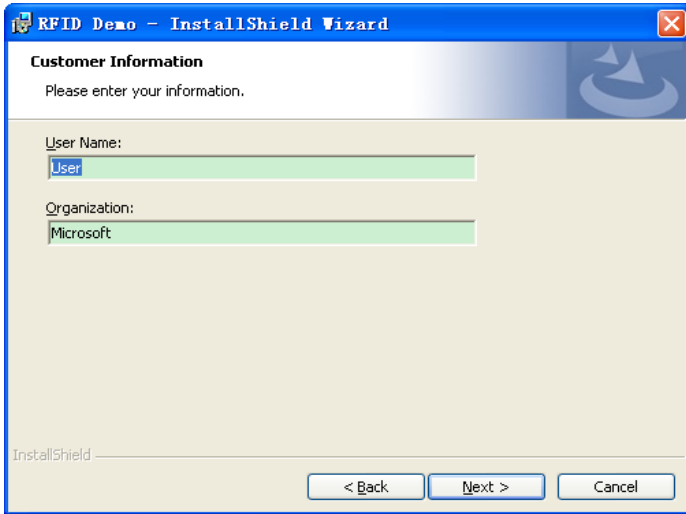 RFID Demo - InstallShield Wizard
Customer Information
Please enter your information.
User Name:
User
Organization:
Microsoft
InstallShield
< Back
Next >
Cancel